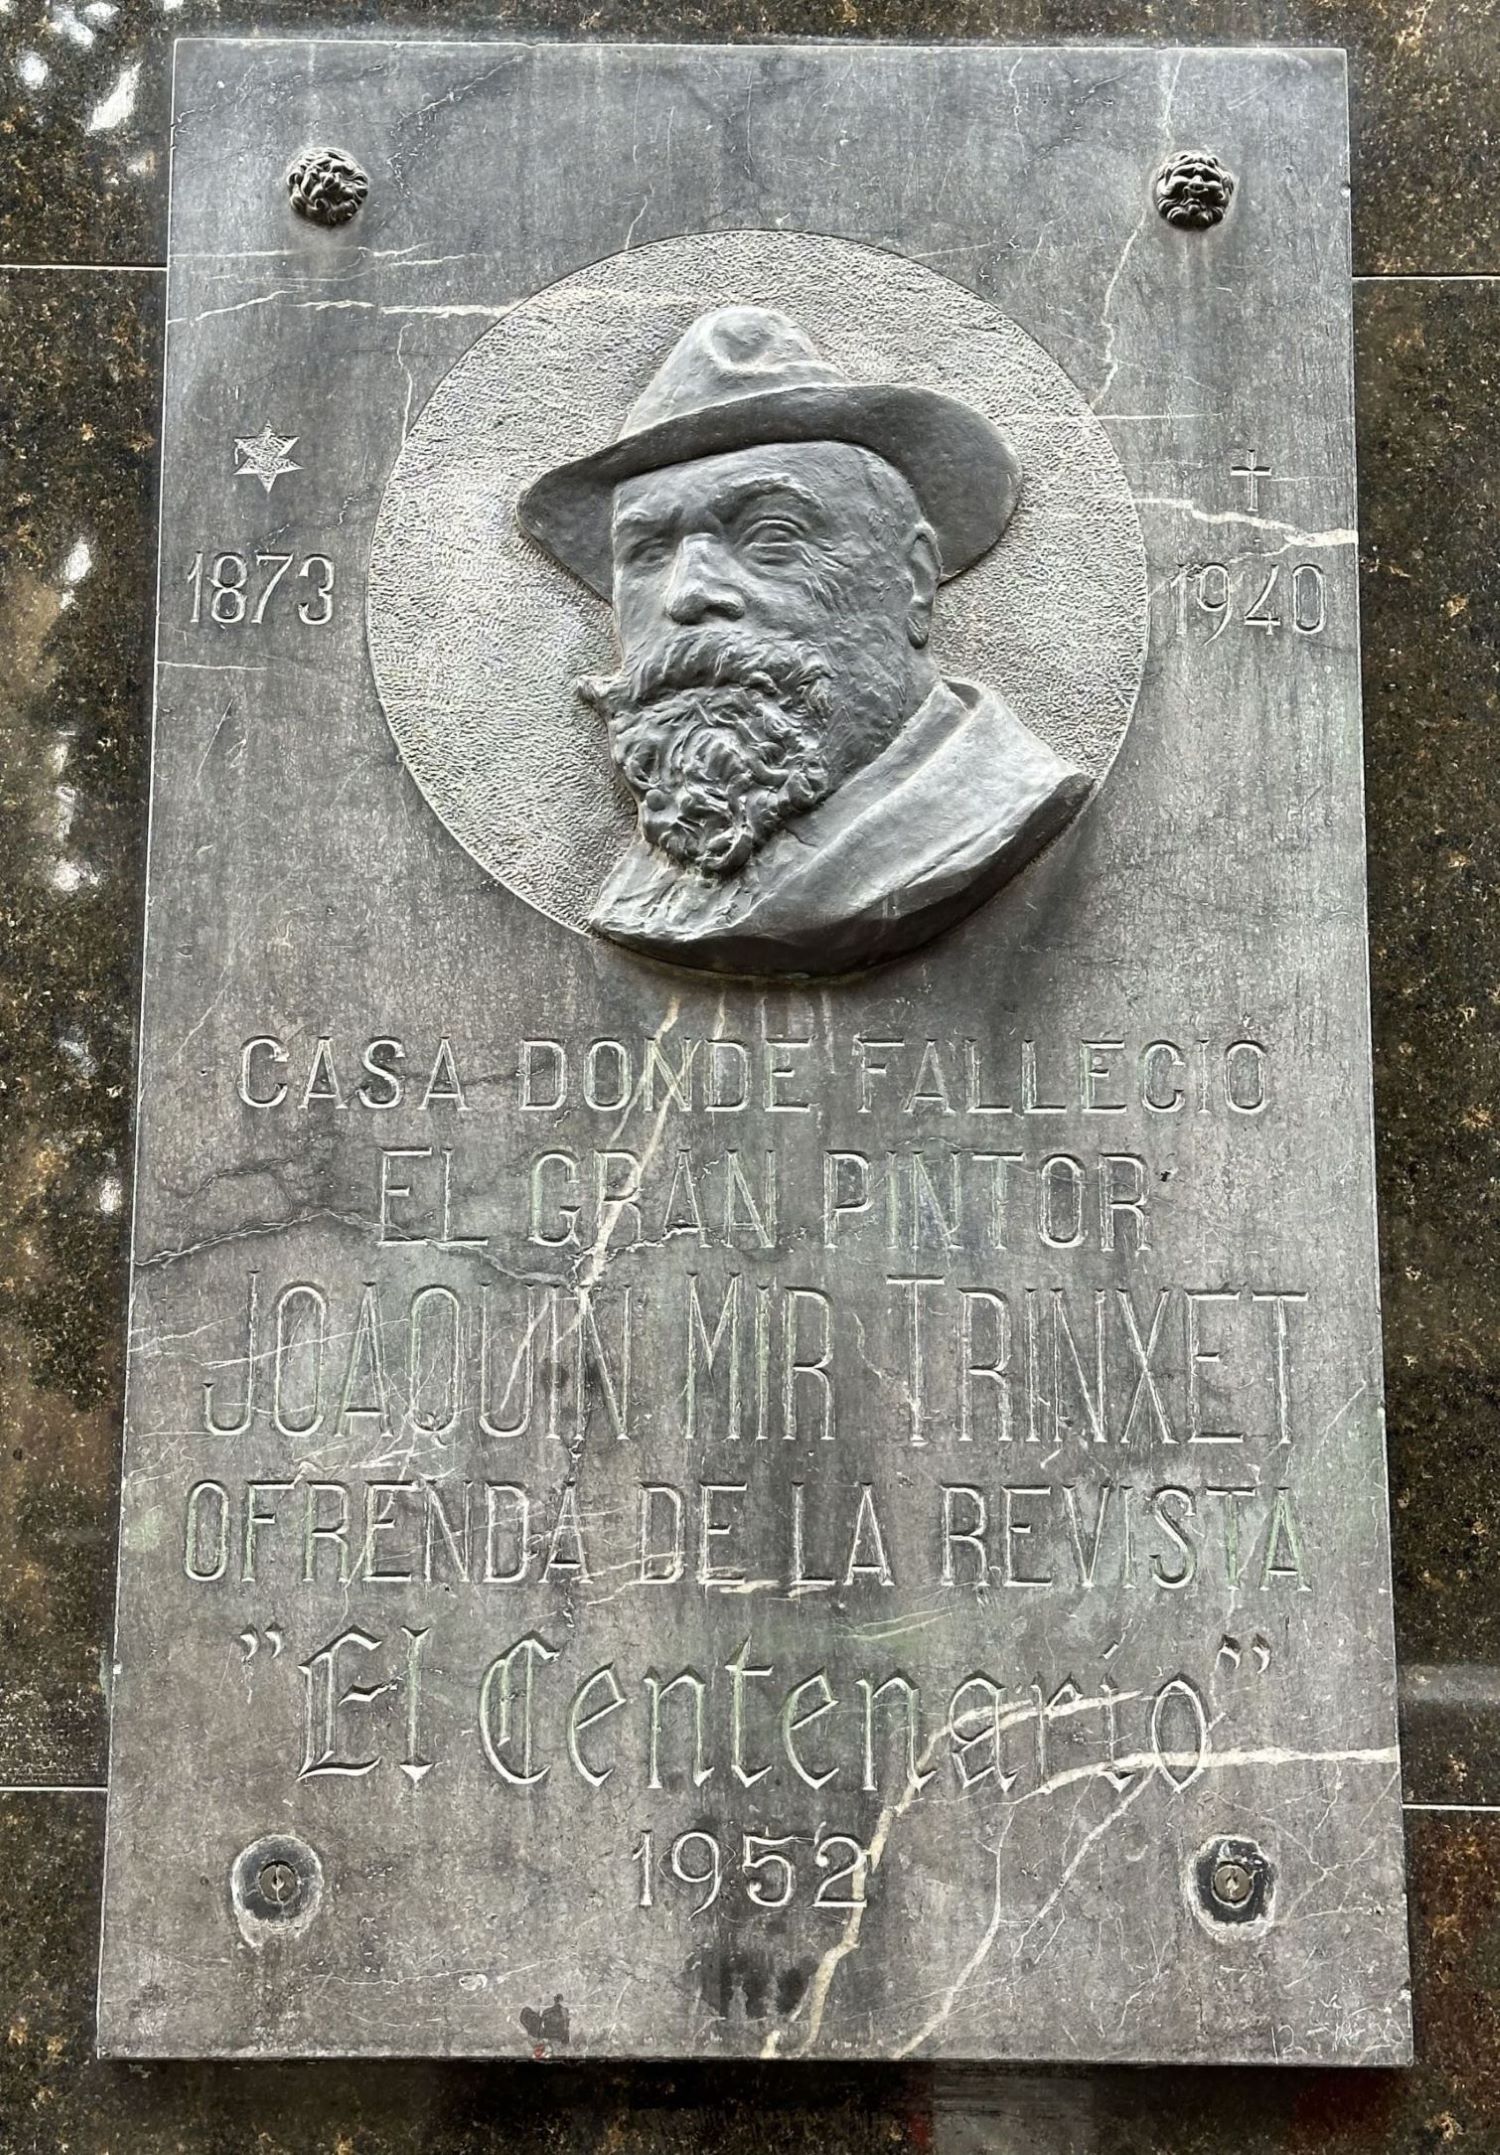 1873
1940
CASA DONDE FALLECIO
EL GRAN PINTOR
JOAQUIN MIR TRINXET
OFRENDA DE LA REVISTA
"El Centenario"
1952